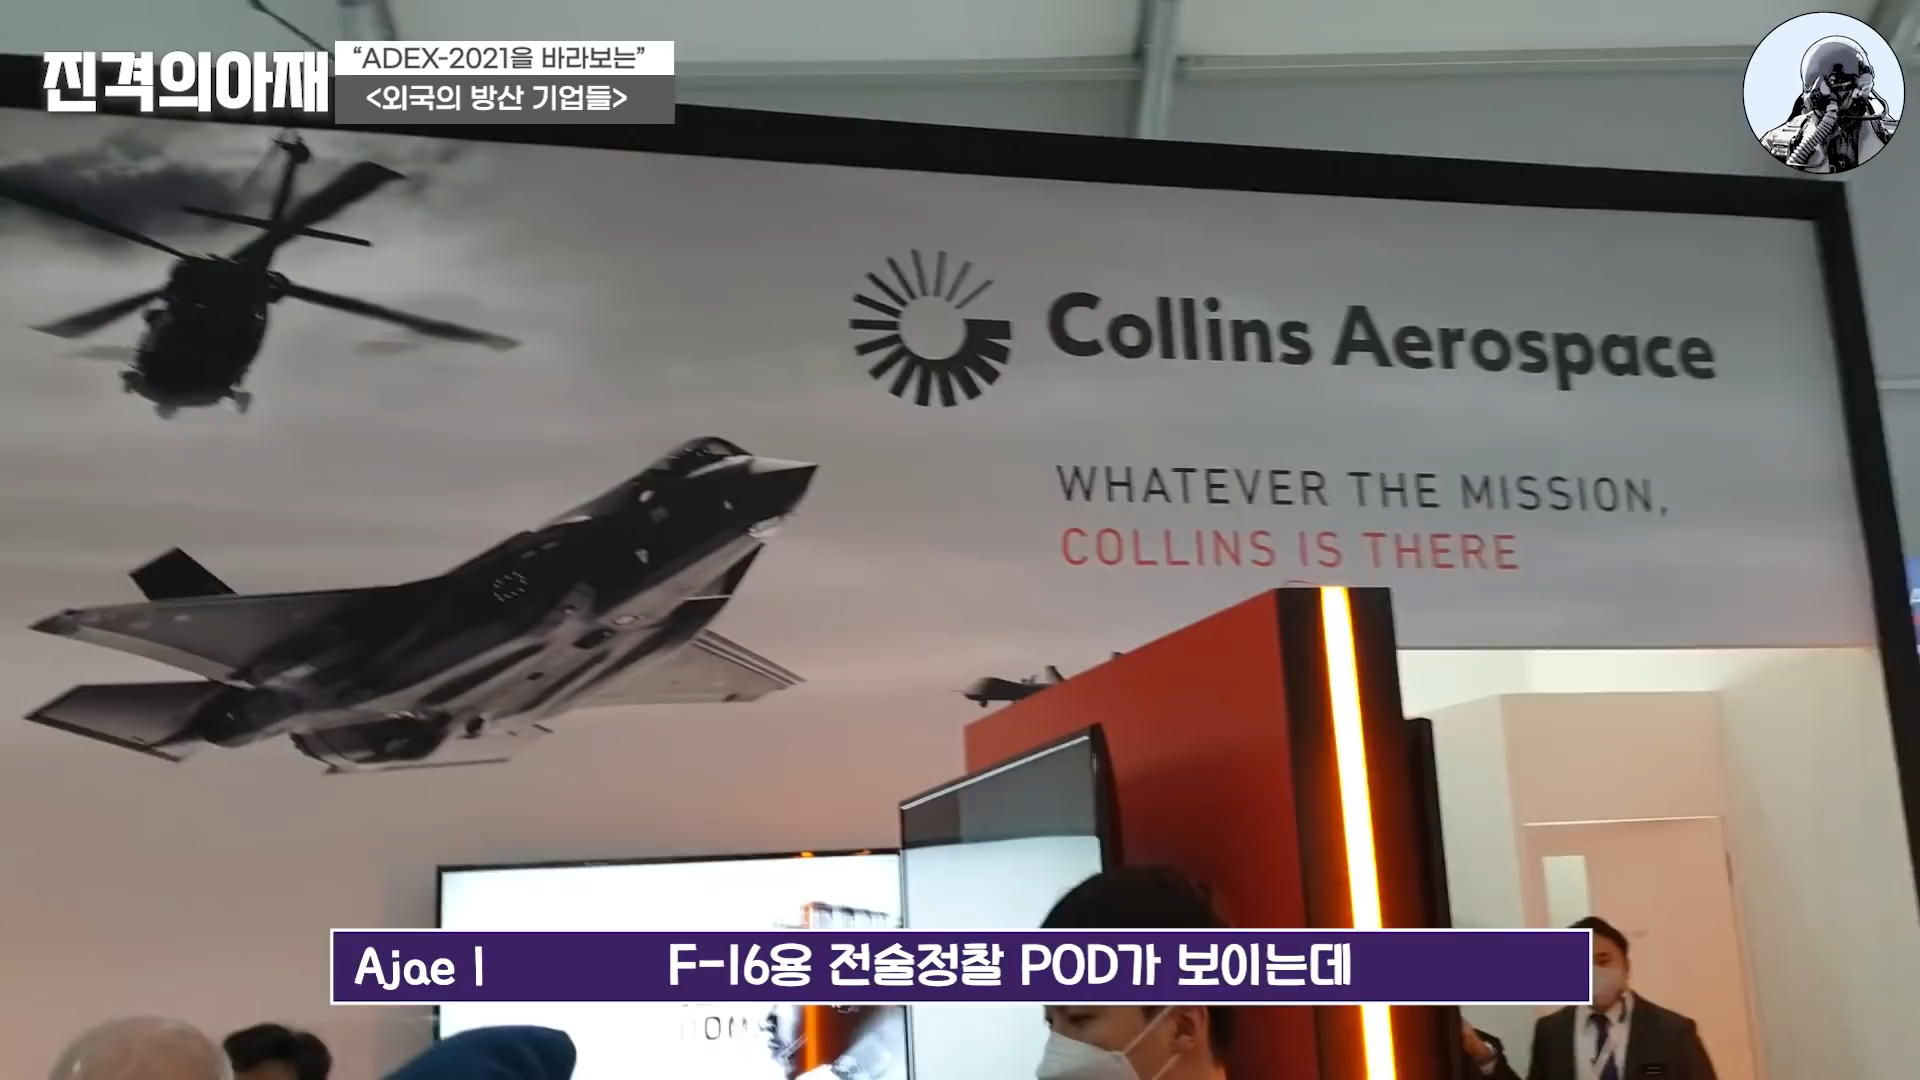 진격의아재
“ADEX-2021을 바라보는”
<외국의 방산 기업들>
Collins Aerospace
WHATEVER THE MISSION,
COLLINS IS THERE
Ajae | F-16용 전술정찰 POD가 보이는데